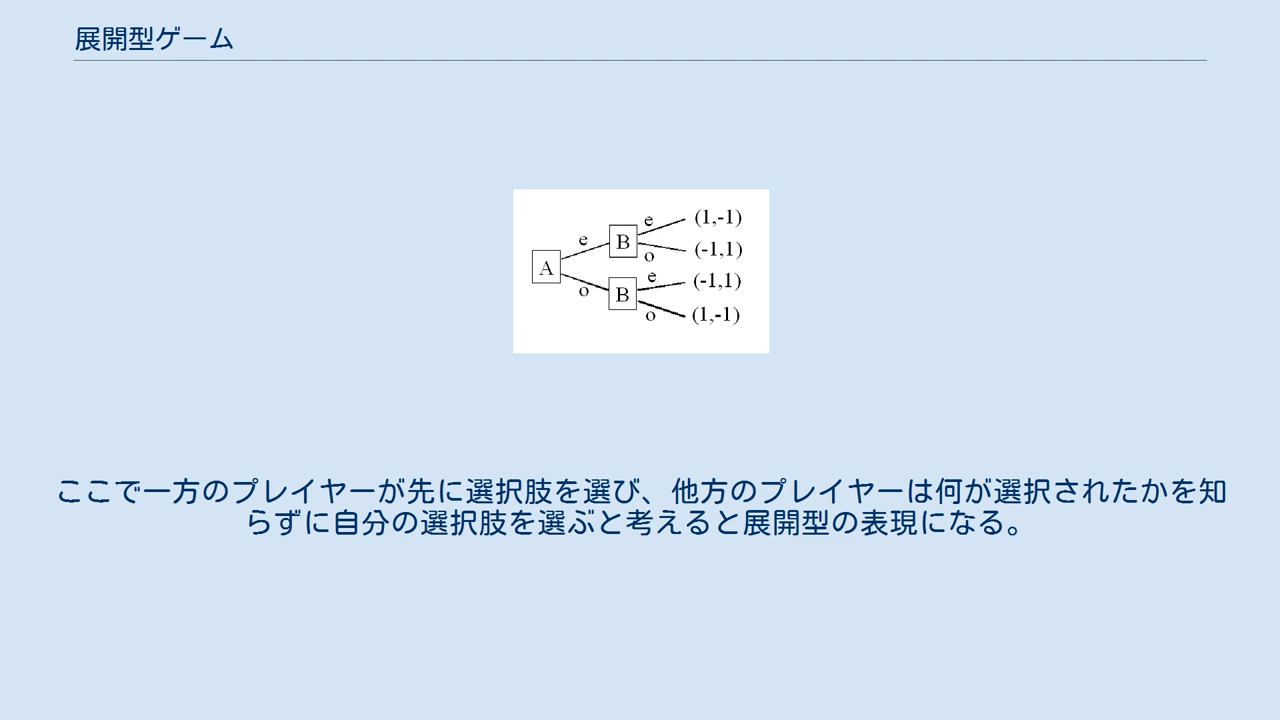 展開型ゲーム
e (1,-1)
e B
o (-1,1)
A
e (-1,1)
o B
o (1,-1)
ここで一方のプレイヤーが先に選択肢を選び、他方のプレイヤーは何が選択されたかを知
らずに自分の選択肢を選ぶと考えると展開型の表現になる。